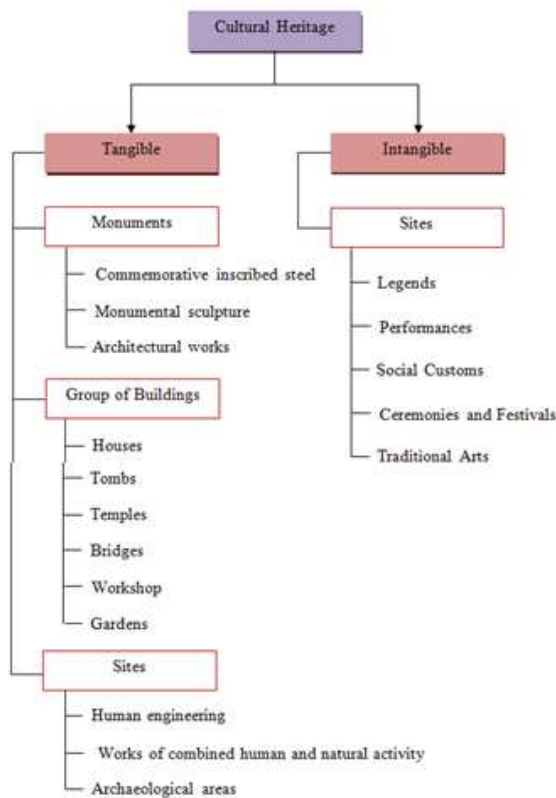 Cultural Heritage
Tangible
Monuments
Commemorative inscribed steel
Monumental sculpture
Architectural works
Group of Buildings
Houses
Tombs
Temples
Bridges
Workshop
Gardens
Sites
Human engineering
Works of combined human and natural activity
Archaeological areas
Intangible
Sites
Legends
Performances
Social Customs
Ceremonies and Festivals
Traditional Arts